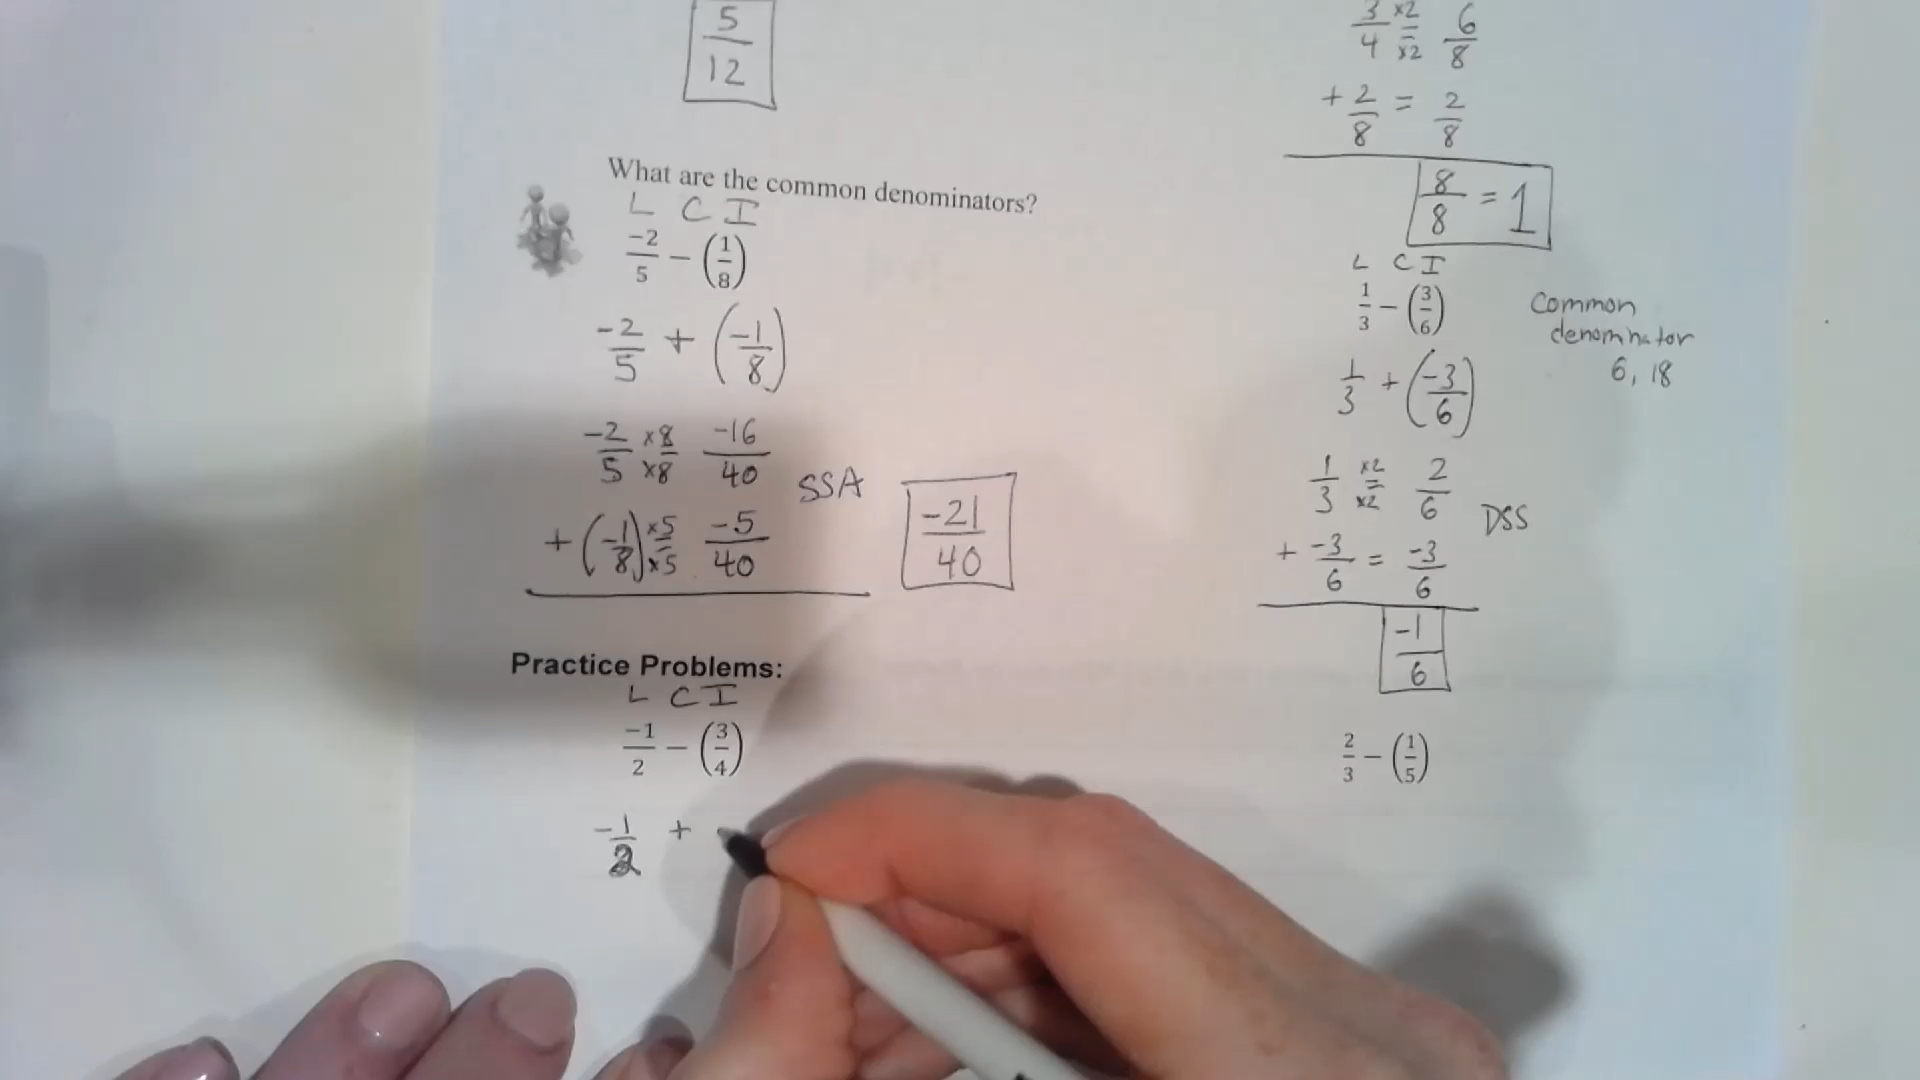 5
12
What are the common denominators?
L C I
-2/5 − (1/8)
-2/5 + (-1/8)
-2/5 ×8/×8 -16/40
SSA
+ (-1/8) ×5/×5 = -5/40
-21/40
Practice Problems:
L C I
-1/2 − (3/4)
-1/2 +
3/4 ×2/×2 = 6/8
+ 2/8 = 2/8
8/8 = 1
L C I
1/3 − (3/6)
Common
denominator
6, 18
1/3 + (-3/6)
1/3 ×2/×2 = 2/6
DSS
+ -3/6 = -3/6
-1/6
2/3 − (1/5)